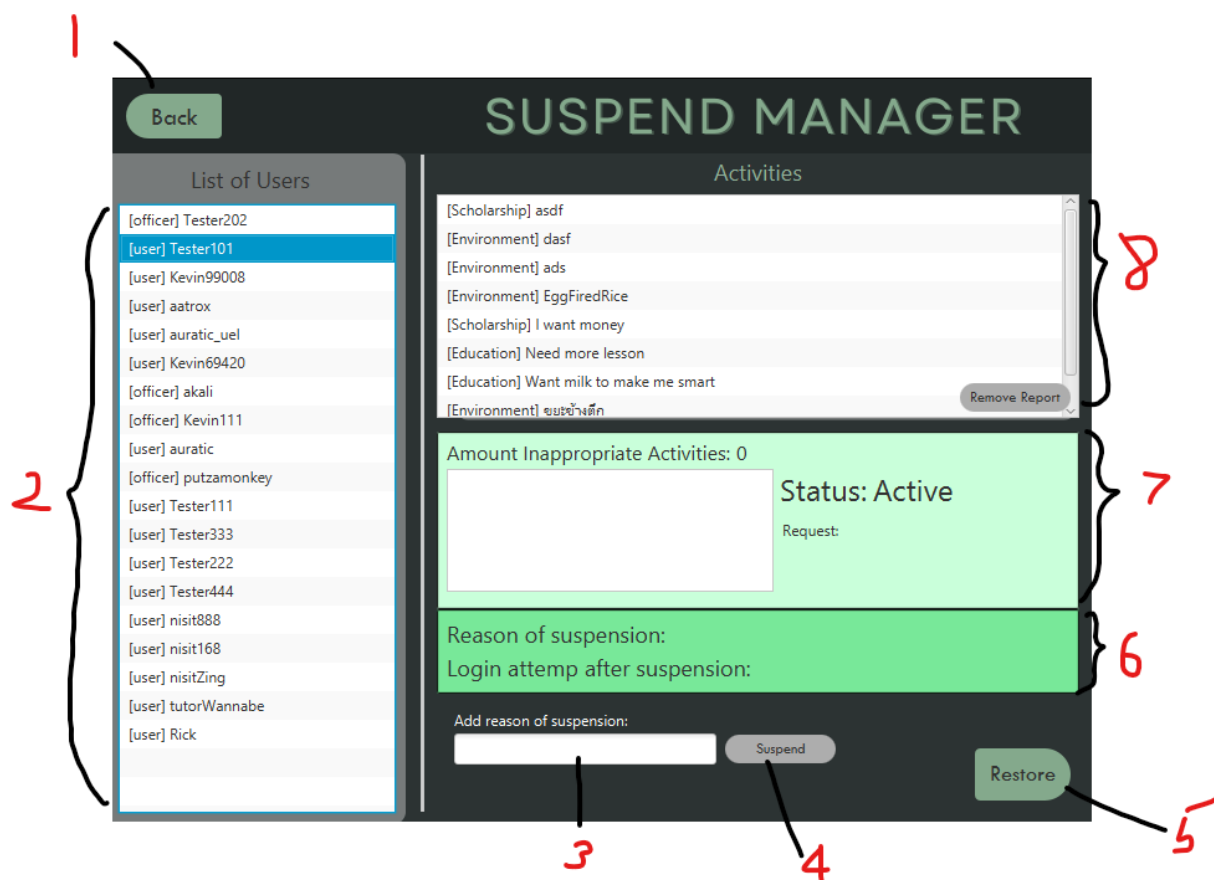 1
Back
SUSPEND MANAGER
List of Users
[officer] Tester202
[user] Tester101
[user] Kevin99008
[user] aatrox
[user] auratic_uel
[user] Kevin69420
[officer] akali
[officer] Kevin111
[user] auratic
[officer] putzamonkey
[user] Tester111
[user] Tester333
[user] Tester222
[user] Tester444
[user] nisit888
[user] nisit168
[user] nisitZing
[user] tutorWannabe
[user] Rick
2
Activities
[Scholarship] asdf
[Environment] dasf
[Environment] ads
[Environment] EggFiredRice
[Scholarship] I want money
[Education] Need more lesson
[Education] Want milk to make me smart
[Environment] ขยะข้างตึก
Remove Report
8
Amount Inappropriate Activities: 0
Status: Active
Request:
7
Reason of suspension:
Login attemp after suspension:
6
Add reason of suspension:
Suspend
Restore
3
4
5